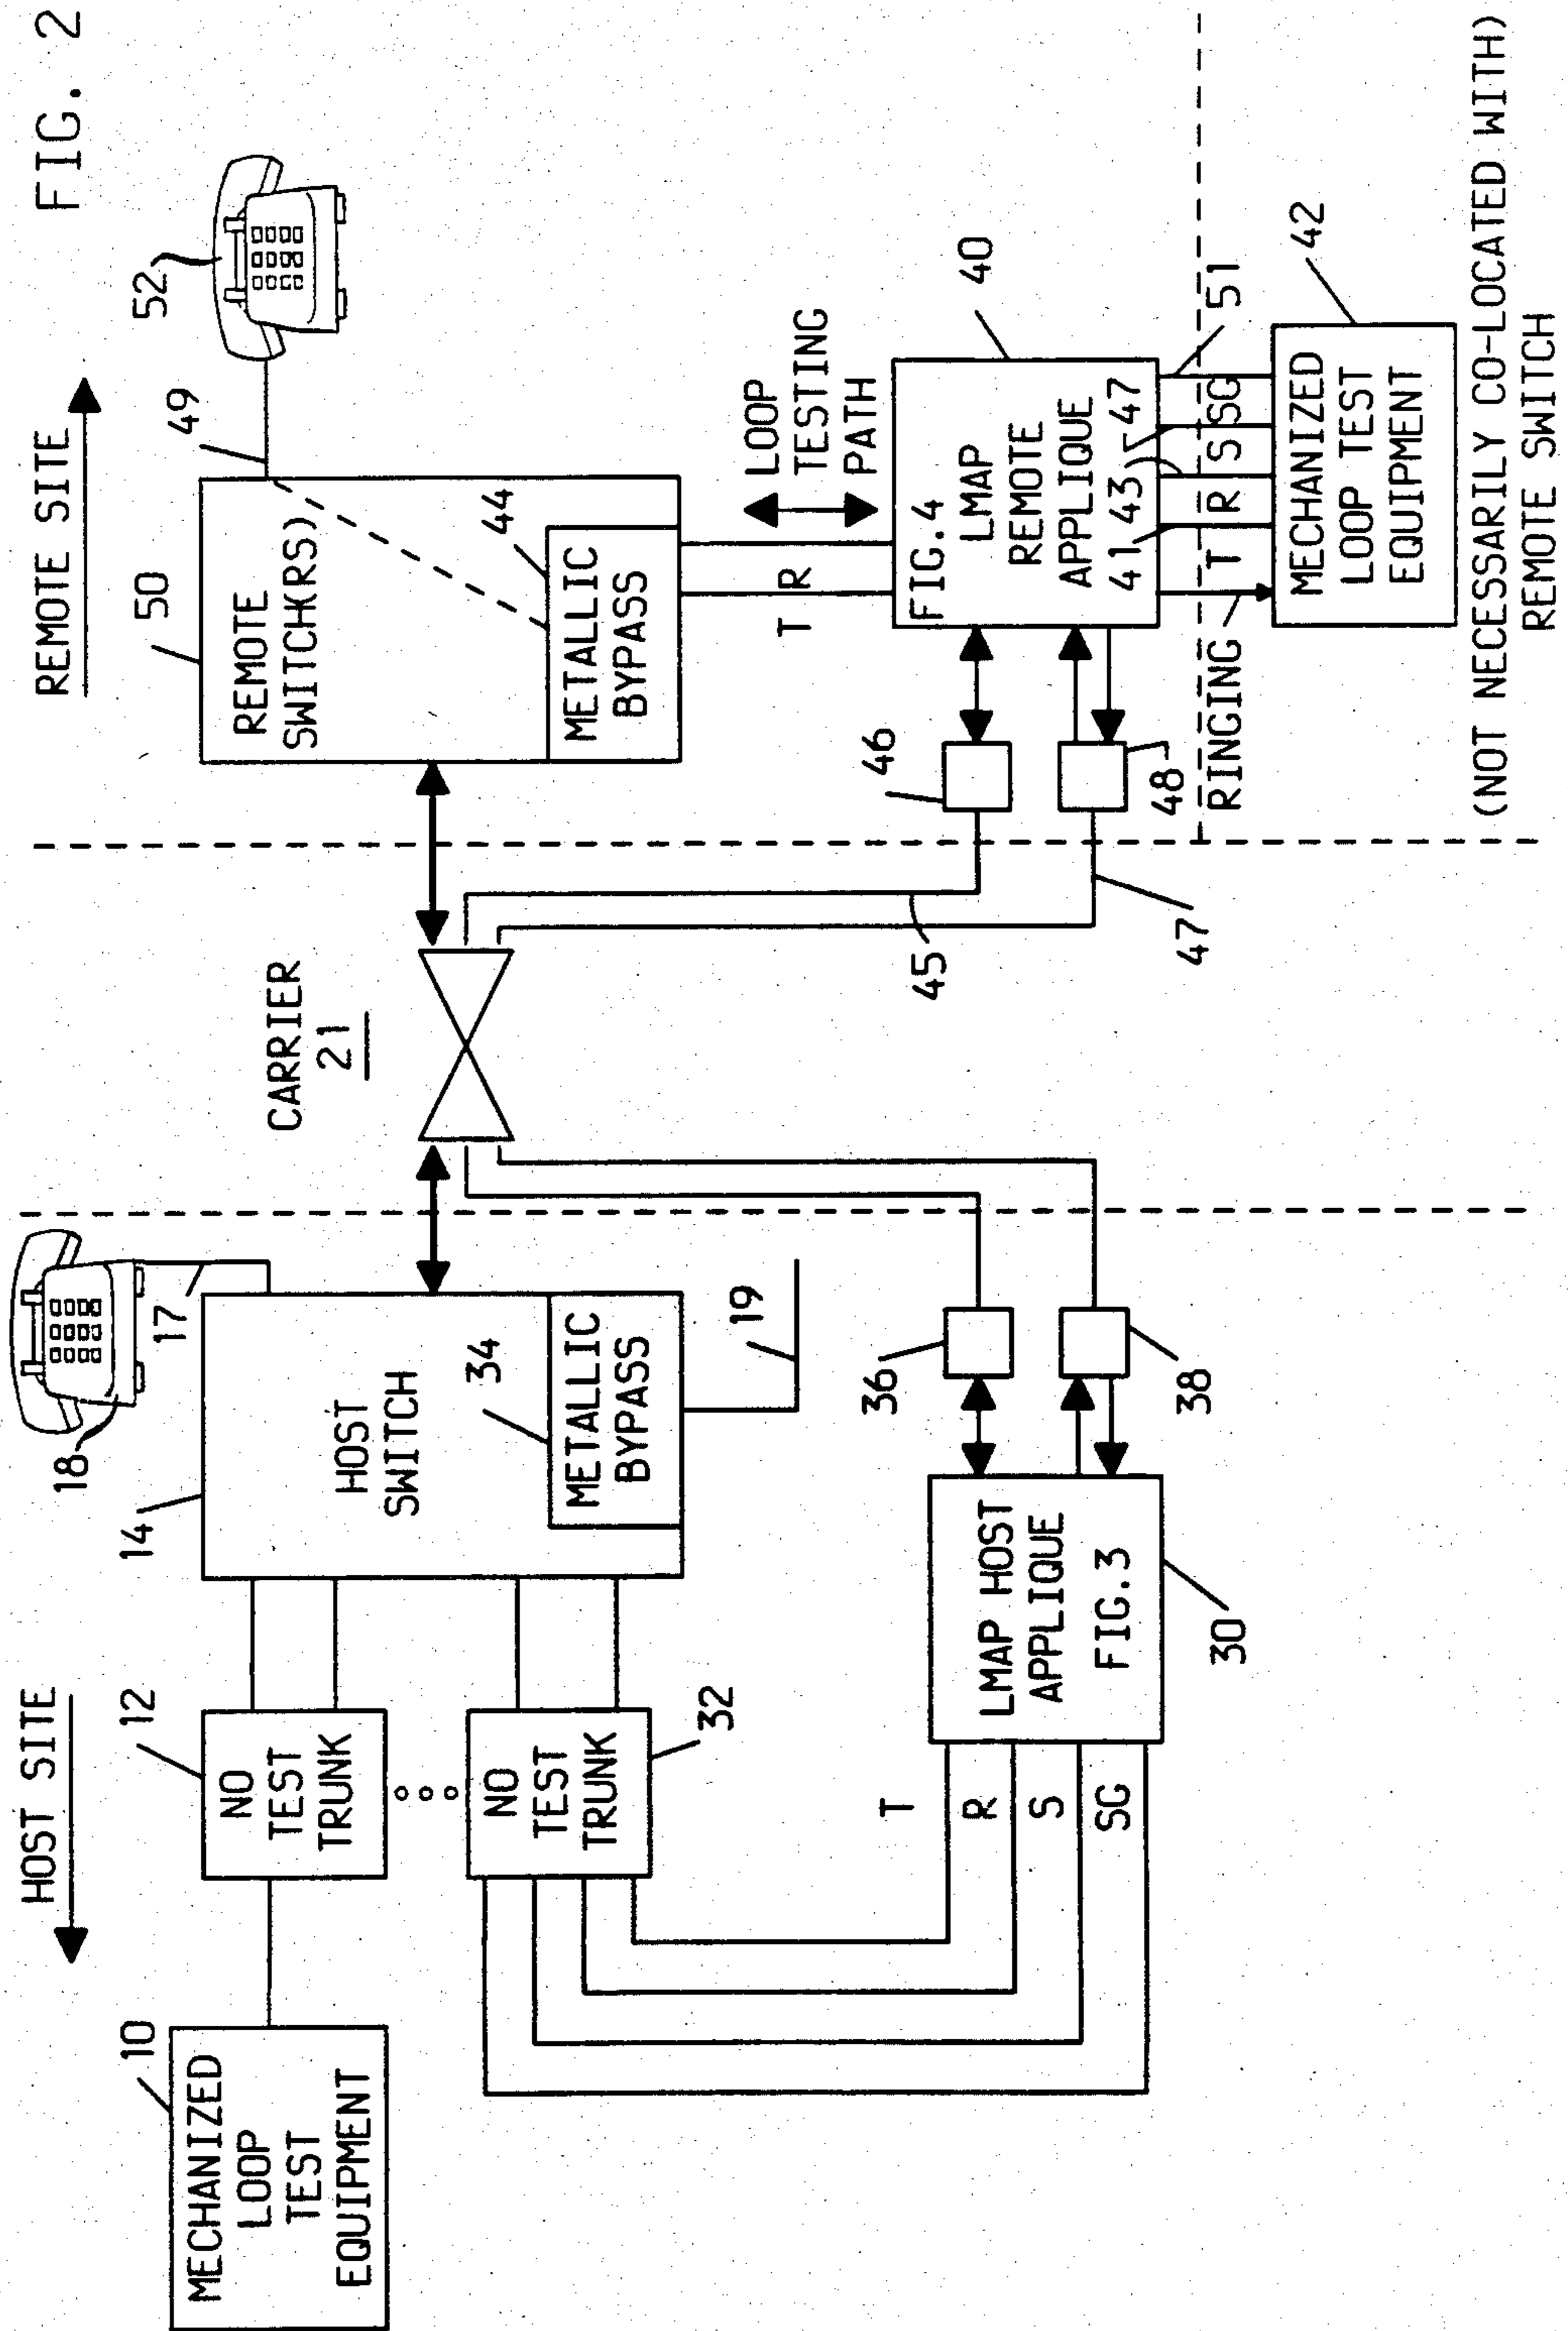 FIG. 2
HOST SITE
REMOTE SITE
10
MECHANIZED
LOOP
TEST
EQUIPMENT
12
NO
TEST
TRUNK
NO
TEST
TRUNK
32
14
HOST
SWITCH
34
METALLIC
BYPASS
18
17
19
T
R
S
SG
LMAP HOST
APPLIQUE
FIG.3
30
36
38
CARRIER
21
45
47
50
REMOTE
SWITCH(RS)
44
METALLIC
BYPASS
49
52
T
R
LOOP
TESTING
PATH
46
48
FIG.4
LMAP
REMOTE
APPLIQUE
40
41
43
47
51
RINGING
T
R
S
SG
MECHANIZED
LOOP TEST
EQUIPMENT
42
(NOT NECESSARILY CO-LOCATED WITH)
REMOTE SWITCH